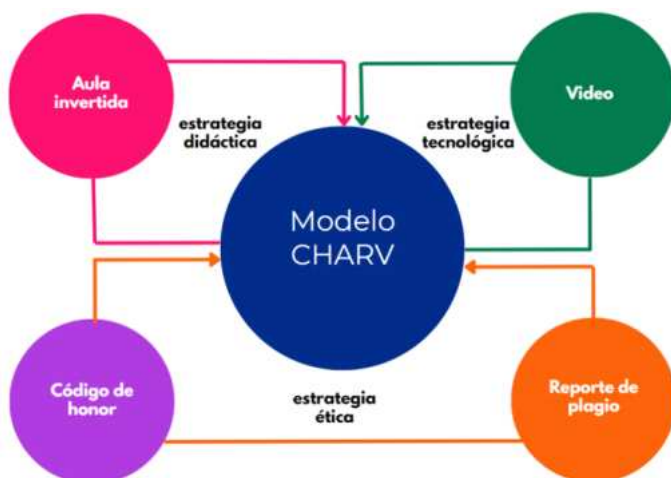 Aula
invertida
estrategia
didáctica
estrategia
tecnológica
Video
Modelo
CHARV
Código de
honor
estrategia
ética
Reporte de
plagio